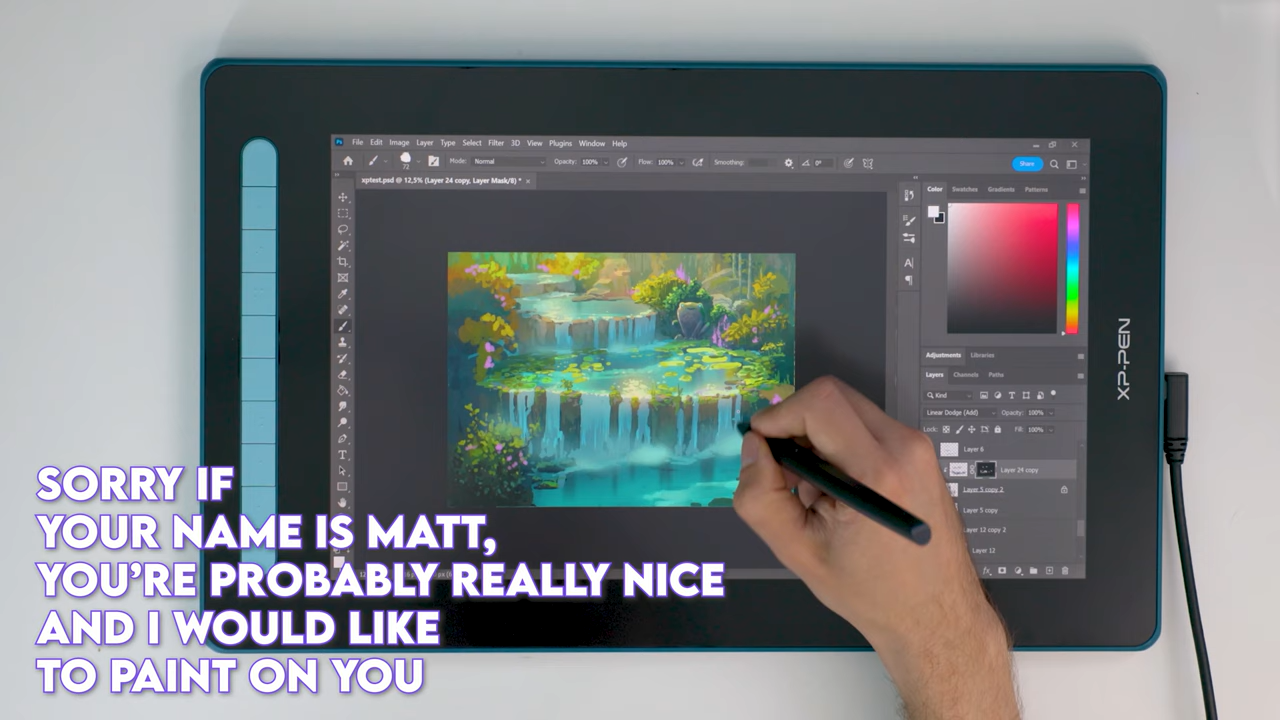 File Edit Image Layer Type Select Filter 3D View Plugins Window Help
72 Mode: Normal Opacity: 100% Flow: 100% Smoothing: 0° Share
xptest.psd @ 12,5% (Layer 24 copy, Layer Mask/8) * ×
Color Swatches Gradients Patterns
Adjustments Libraries
Layers Channels Paths
Kind
Linear Dodge (Add) Opacity: 100%
Lock: Fill: 100%
Layer 6
Layer 24 copy
Layer 5 copy 2
Layer 5 copy
Layer 12 copy 2
Layer 12
XP-PEN
SORRY IF
YOUR NAME IS MATT,
YOU'RE PROBABLY REALLY NICE
AND I WOULD LIKE
TO PAINT ON YOU